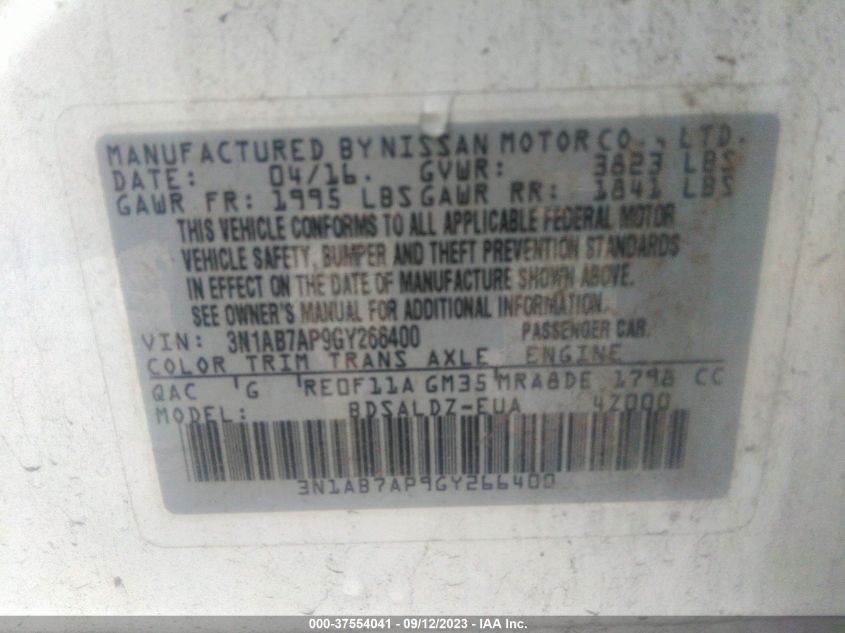 MANUFACTURED BY NISSAN MOTOR CO., LTD.
DATE: 04/16. GVWR: 3823 LBS
GAWR FR: 1995 LBS GAWR RR: 1841 LBS
THIS VEHICLE CONFORMS TO ALL APPLICABLE FEDERAL MOTOR
VEHICLE SAFETY, BUMPER AND THEFT PREVENTION STANDARDS
IN EFFECT ON THE DATE OF MANUFACTURE SHOWN ABOVE.
SEE OWNER'S MANUAL FOR ADDITIONAL INFORMATION.
VIN: 3N1AB7AP9GY266400 PASSENGER CAR.
COLOR TRIM TRANS AXLE ENGINE
QAC G RE0F11A GM35 MRA8DE 1798 CC
MODEL: BDSALDZ-EUA 4Z000
3N1AB7AP9GY266400
000-37554041 - 09/12/2023 - IAA Inc.